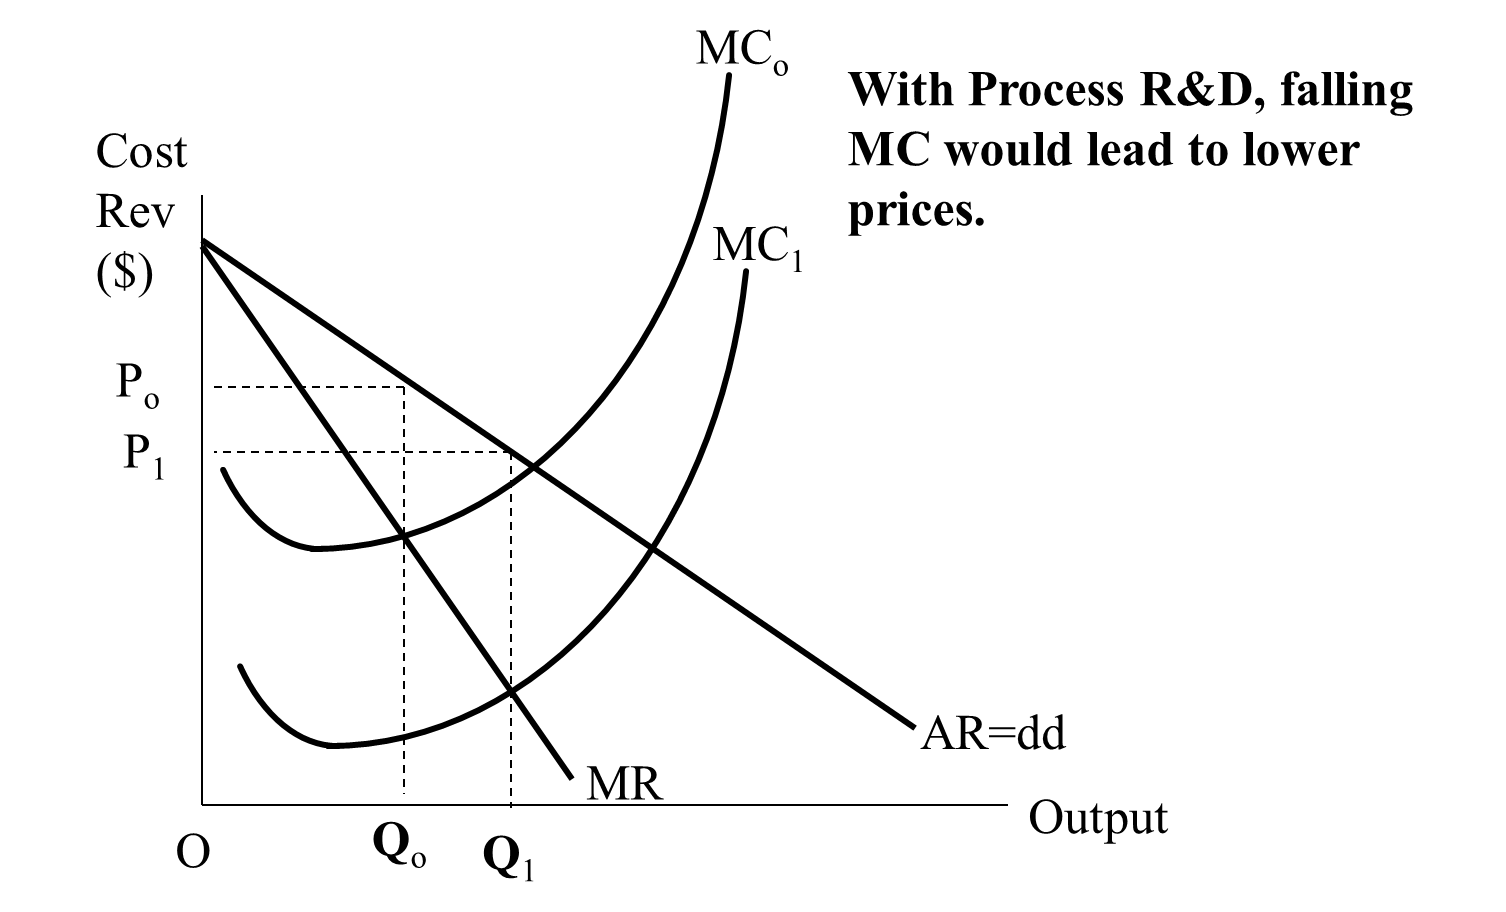 MCo
With Process R&D, falling
MC would lead to lower
prices.
Cost
Rev
($)
MC1
Po
P1
AR=dd
MR
Output
O
Qo
Q1